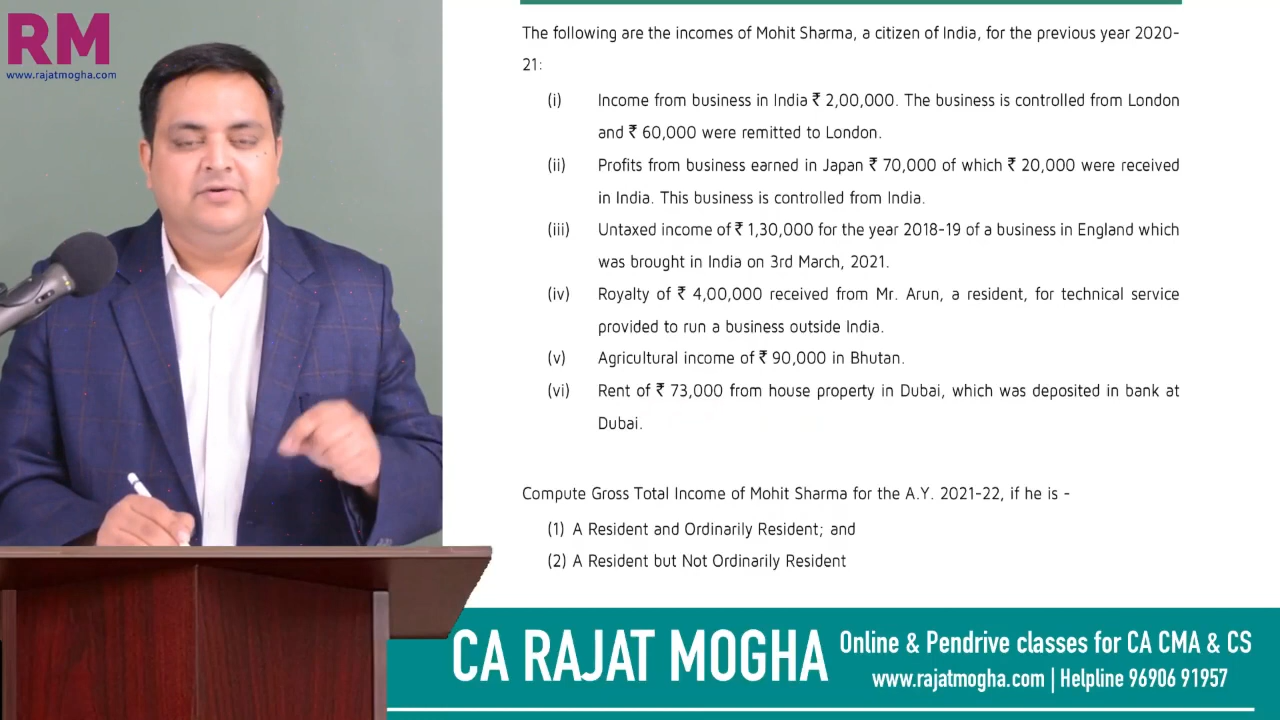 RM
www.rajatmogha.com
The following are the incomes of Mohit Sharma, a citizen of India, for the previous year 2020-
21:
(i) Income from business in India ₹ 2,00,000. The business is controlled from London
and ₹ 60,000 were remitted to London.
(ii) Profits from business earned in Japan ₹ 70,000 of which ₹ 20,000 were received
in India. This business is controlled from India.
(iii) Untaxed income of ₹ 1,30,000 for the year 2018-19 of a business in England which
was brought in India on 3rd March, 2021.
(iv) Royalty of ₹ 4,00,000 received from Mr. Arun, a resident, for technical service
provided to run a business outside India.
(v) Agricultural income of ₹ 90,000 in Bhutan.
(vi) Rent of ₹ 73,000 from house property in Dubai, which was deposited in bank at
Dubai.
Compute Gross Total Income of Mohit Sharma for the A.Y. 2021-22, if he is -
(1) A Resident and Ordinarily Resident; and
(2) A Resident but Not Ordinarily Resident
CA RAJAT MOGHA
Online & Pendrive classes for CA CMA & CS
www.rajatmogha.com | Helpline 96906 91957